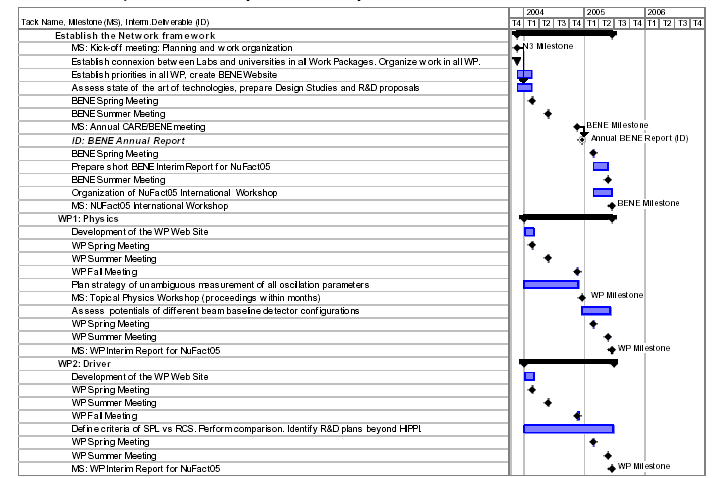 2004 2005 2006
Tack Name, Milestone (MS), Interm.Deliverable (ID) T4 T1 T2 T3 T4 T1 T2 T3 T4 T1 T2 T3 T4
Establish the Network framework
MS: Kick-off meeting: Planning and work organization N3 Milestone
Establish connexion between Labs and universities in all Work Packages. Organize work in all WP.
Establish priorities in all WP, create BENE Website
Assess state of the art of technologies, prepare Design Studies and R&D proposals
BENE Spring Meeting
BENE Summer Meeting
MS: Annual CARE/BENE meeting BENE Milestone
ID: BENE Annual Report Annual BENE Report (ID)
BENE Spring Meeting
Prepare short BENE Interim Report for NuFact05
BENE Summer Meeting
Organization of NuFact05 International Workshop
MS: NUFact05 International Workshop BENE Milestone
WP1: Physics
Development of the WP Web Site
WP Spring Meeting
WP Summer Meeting
WP Fall Meeting
Plan strategy of unambiguous measurement of all oscillation parameters
MS: Topical Physics Workshop (proceedings within months) WP Milestone
Assess potentials of different beam baseline detector configurations
WP Spring Meeting
WP Summer Meeting
MS: WP Interim Report for NuFact05 WP Milestone
WP2: Driver
Development of the WP Web Site
WP Spring Meeting
WP Summer Meeting
WP Fall Meeting
Define criteria of SPL vs RCS. Perform comparison. Identify R&D plans beyond HIPPI.
WP Spring Meeting
WP Summer Meeting
MS: WP Interim Report for NuFact05 WP Milestone